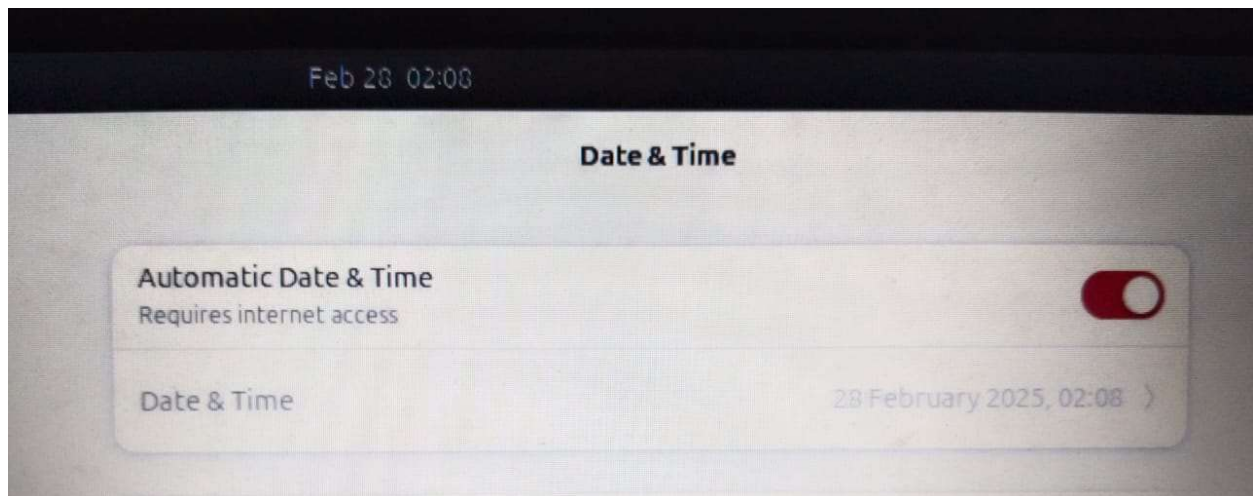 Feb 28 02:08
Date & Time
Automatic Date & Time
Requires internet access
Date & Time 28 February 2025, 02:08